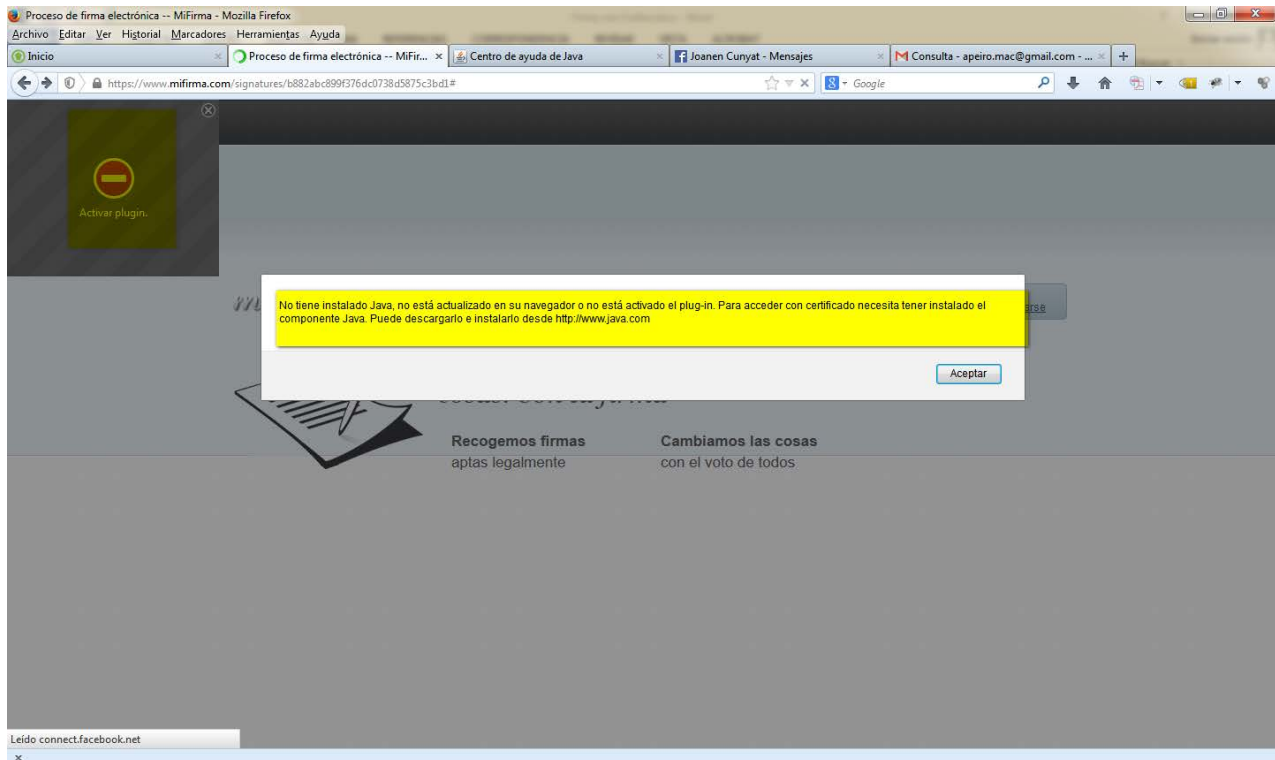 Proceso de firma electrónica -- MiFirma - Mozilla Firefox
Archivo Editar Ver Historial Marcadores Herramientas Ayuda
Inicio Proceso de firma electrónica -- MiFir... Centro de ayuda de Java Joanen Cunyat - Mensajes Consulta - apeiro.mac@gmail.com - ...
https://www.mifirma.com/signatures/b882abc899f376dc0738d5875c3bd1# Google
Activar plugin.
No tiene instalado Java, no está actualizado en su navegador o no está activado el plug-in. Para acceder con certificado necesita tener instalado el
componente Java. Puede descargarlo e instalarlo desde http://www.java.com
Aceptar
Recogemos firmas Cambiamos las cosas
aptas legalmente con el voto de todos
Leído connect.facebook.net